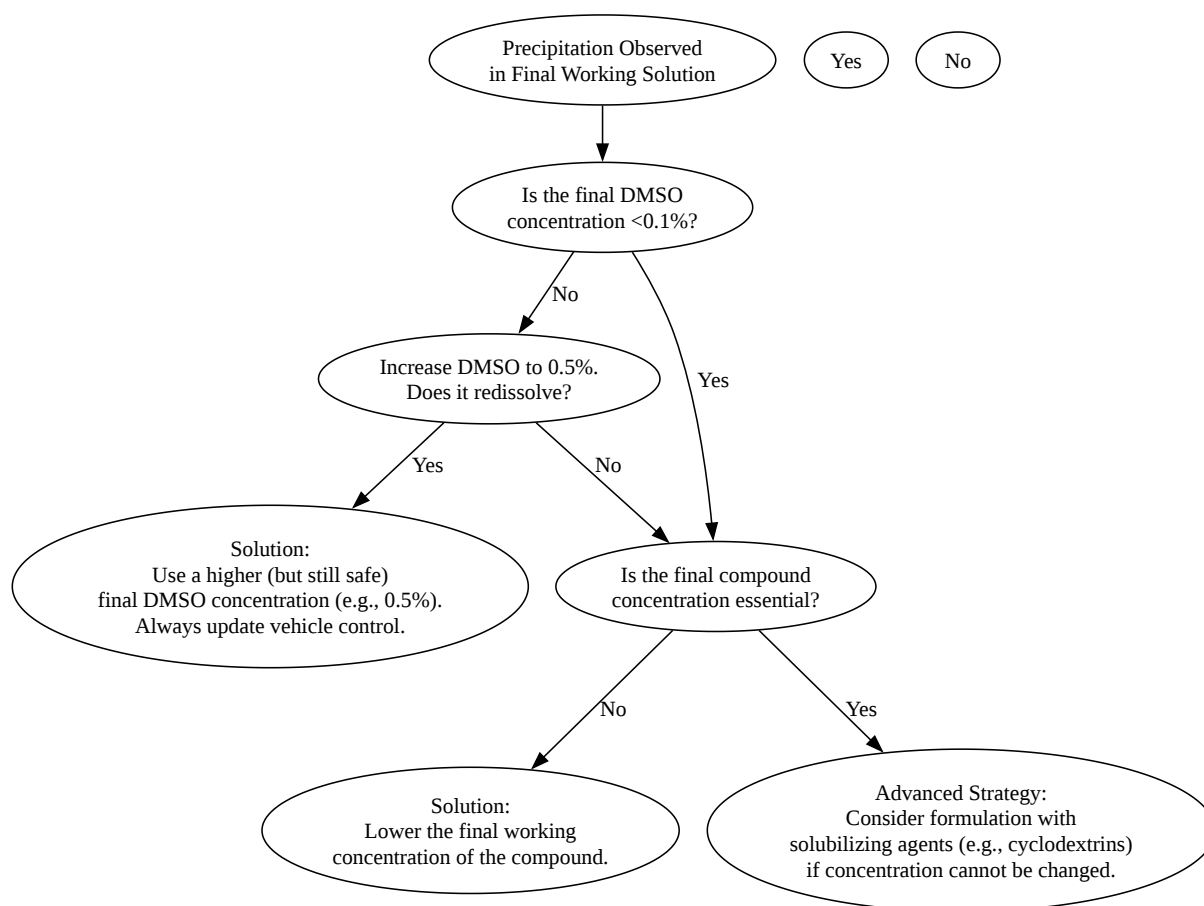 Precipitation Observed
in Final Working Solution
Yes
No
Is the final DMSO
concentration <0.1%?
No
Increase DMSO to 0.5%.
Does it redissolve?
Yes
Yes
No
Solution:
Use a higher (but still safe)
final DMSO concentration (e.g., 0.5%).
Always update vehicle control.
Is the final compound
concentration essential?
No
Yes
Solution:
Lower the final working
concentration of the compound.
Advanced Strategy:
Consider formulation with
solubilizing agents (e.g., cyclodextrins)
if concentration cannot be changed.